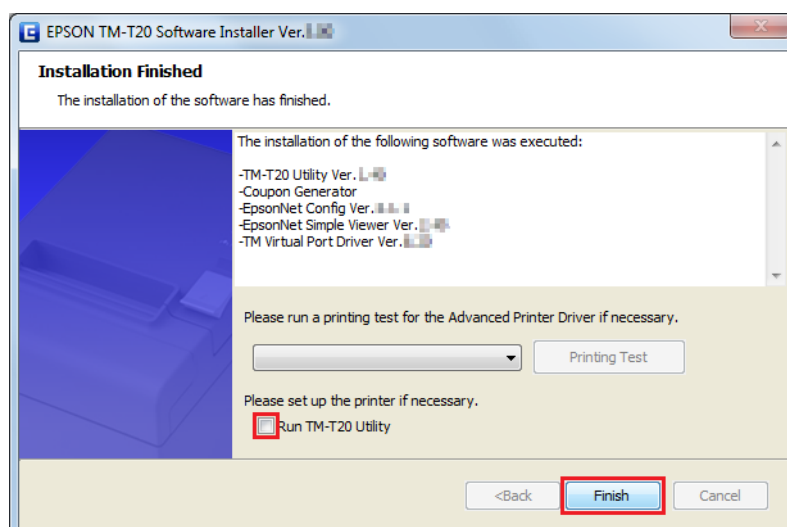 EPSON TM-T20 Software Installer Ver.
Installation Finished
The installation of the software has finished.
The installation of the following software was executed:
-TM-T20 Utility Ver.
-Coupon Generator
-EpsonNet Config Ver.
-EpsonNet Simple Viewer Ver.
-TM Virtual Port Driver Ver.
Please run a printing test for the Advanced Printer Driver if necessary.
Printing Test
Please set up the printer if necessary.
Run TM-T20 Utility
<Back Finish Cancel